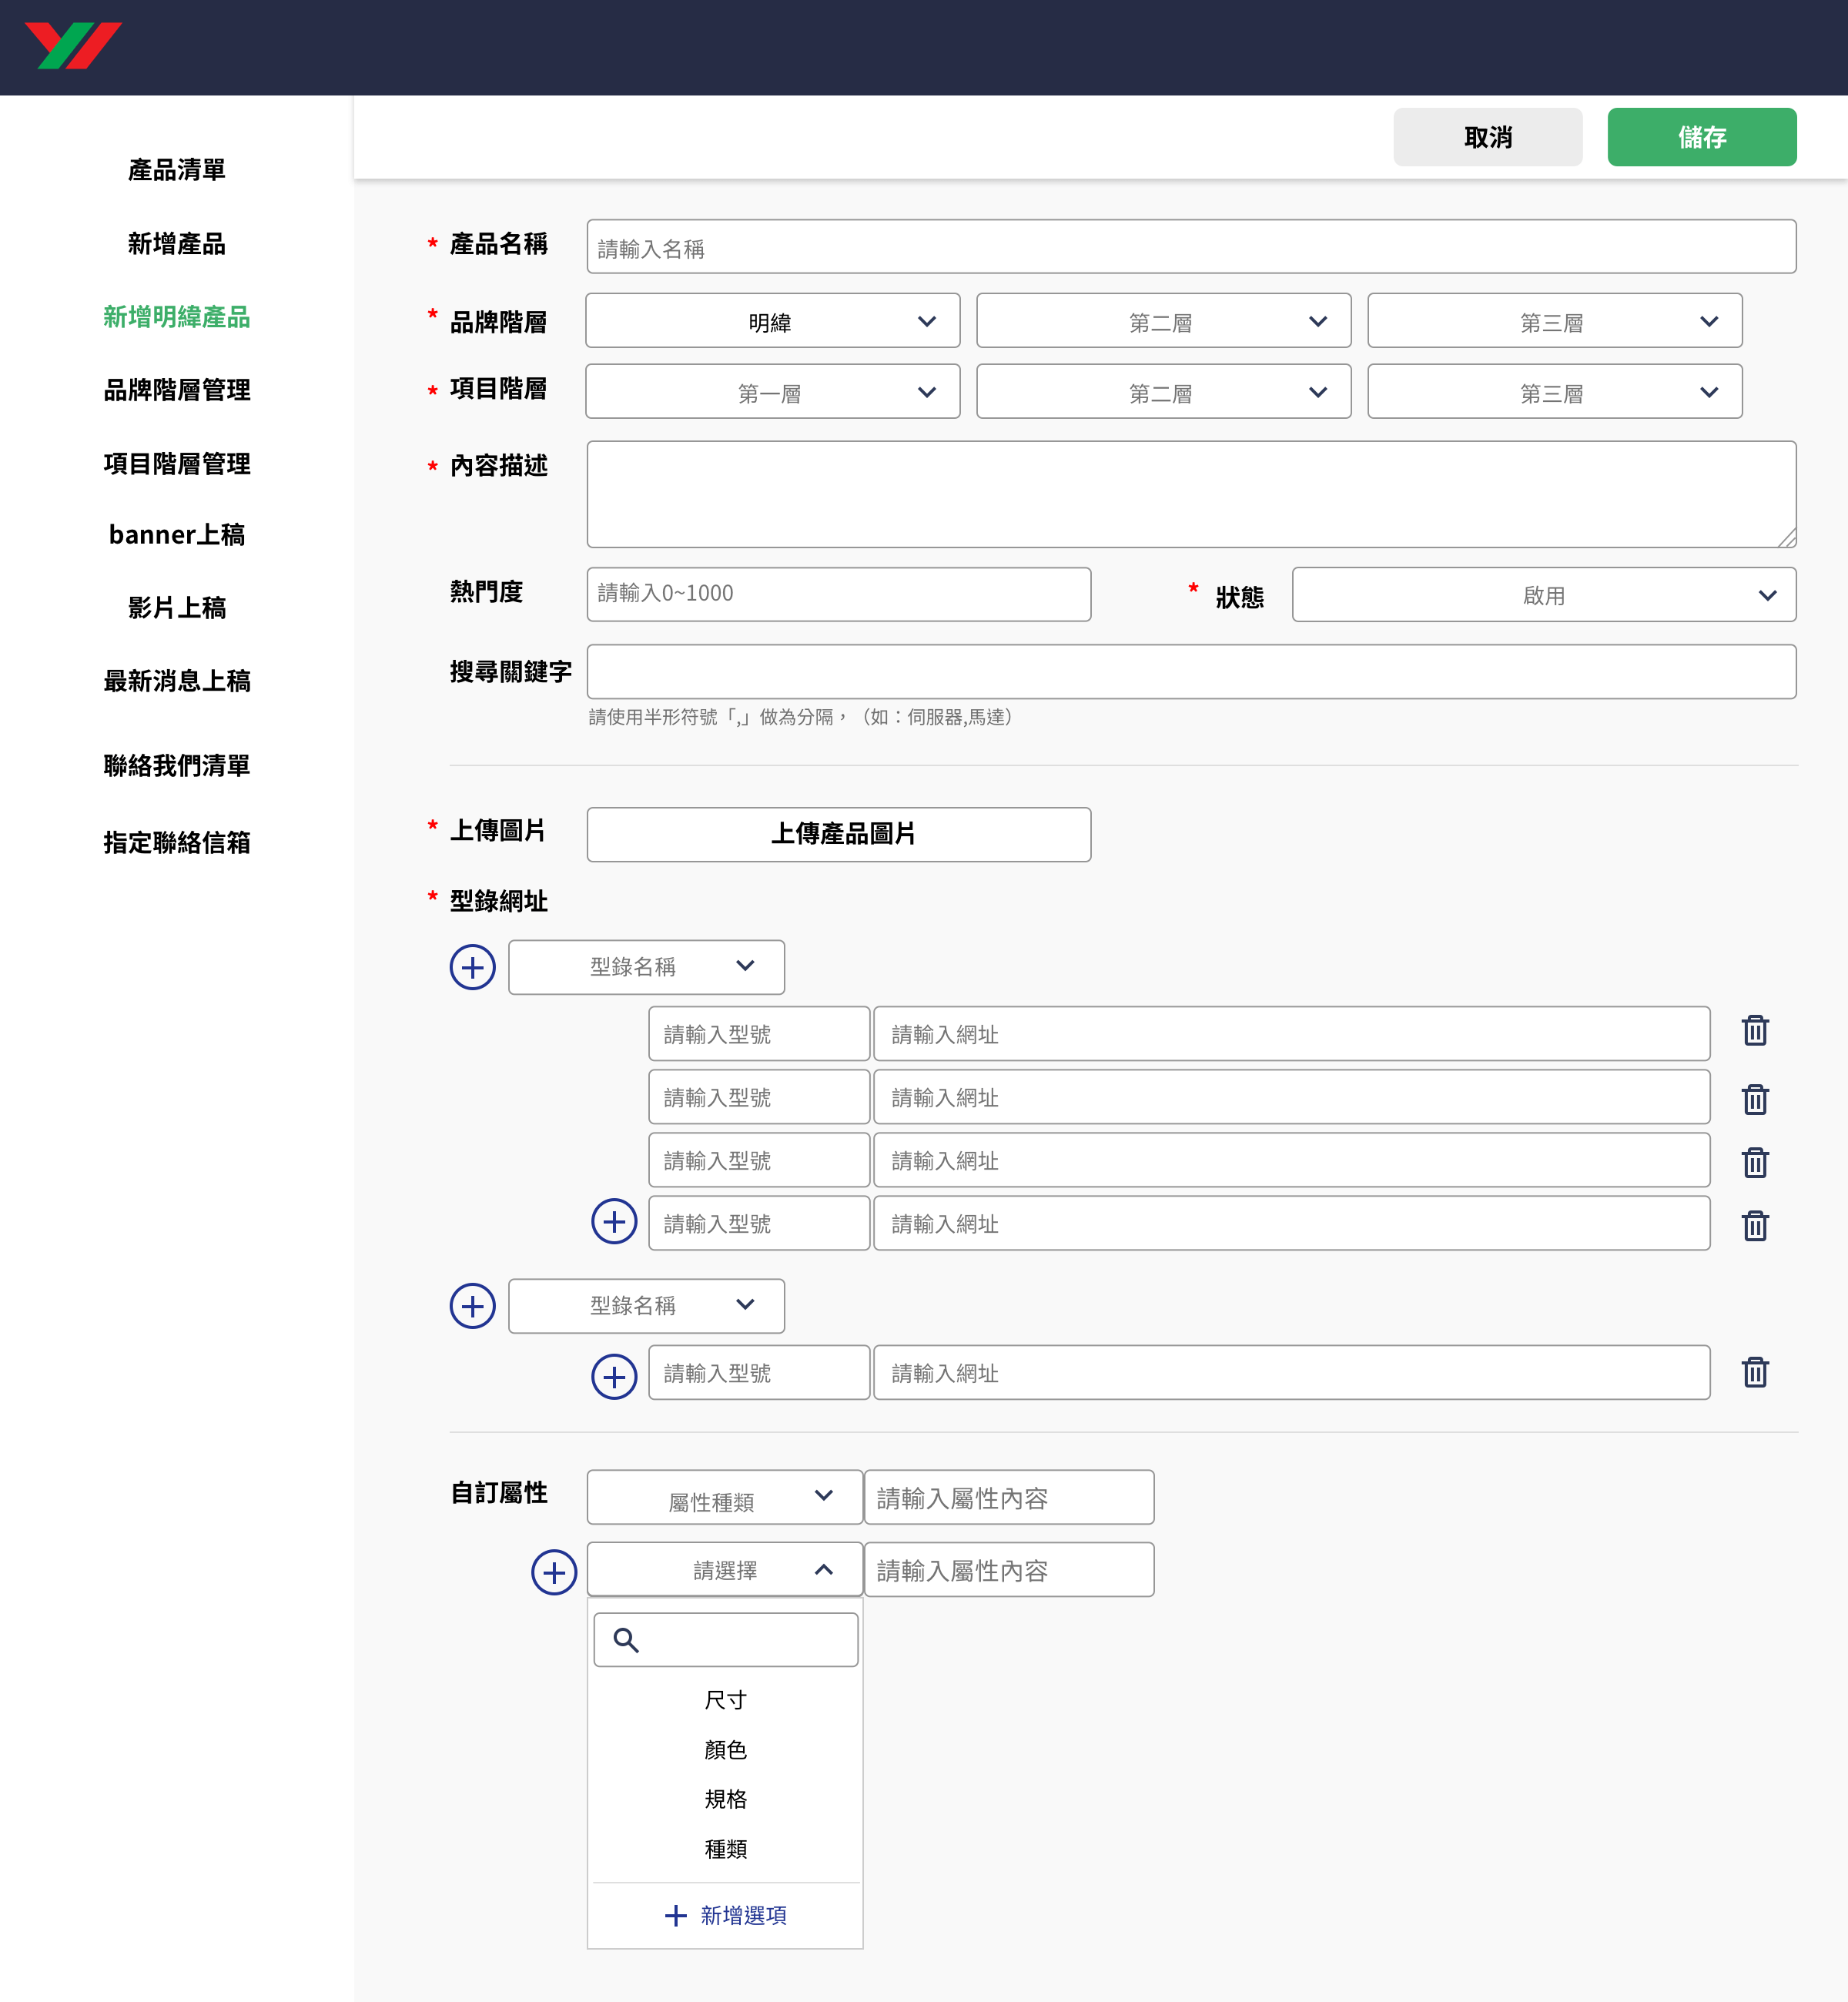 取消
儲存
產品清單
新增產品
新增明緯產品
品牌階層管理
項目階層管理
banner上稿
影片上稿
最新消息上稿
聯絡我們清單
指定聯絡信箱
* 產品名稱 請輸入名稱
* 品牌階層 明緯 第二層 第三層
* 項目階層 第一層 第二層 第三層
* 內容描述
熱門度 請輸入0~1000 * 狀態 啟用
搜尋關鍵字
請使用半形符號「,」做為分隔，（如：伺服器,馬達）
* 上傳圖片 上傳產品圖片
* 型錄網址
型錄名稱
請輸入型號 請輸入網址
請輸入型號 請輸入網址
請輸入型號 請輸入網址
請輸入型號 請輸入網址
型錄名稱
請輸入型號 請輸入網址
自訂屬性 屬性種類 請輸入屬性內容
請選擇 請輸入屬性內容
尺寸
顏色
規格
種類
新增選項